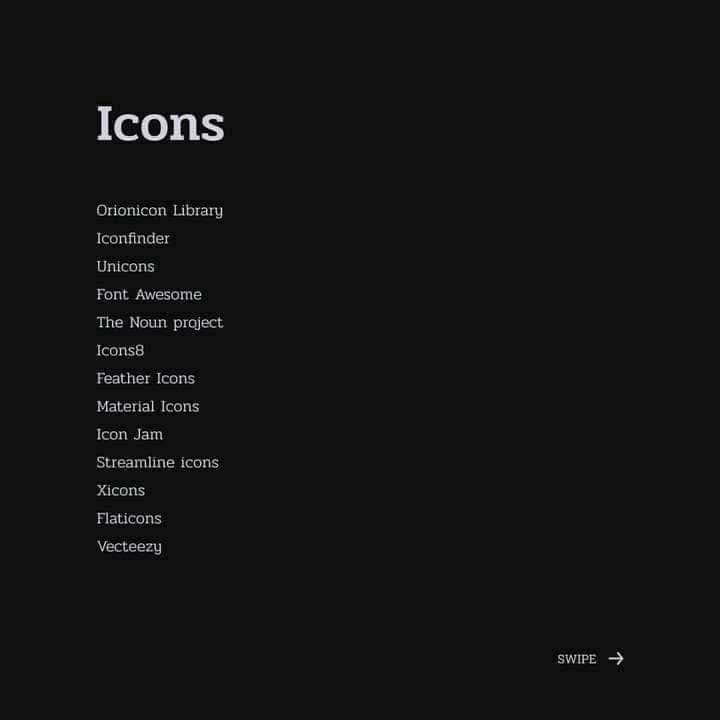 Icons
Orionicon Library
Iconfinder
Unicons
Font Awesome
The Noun project
Icons8
Feather Icons
Material Icons
Icon Jam
Streamline icons
Xicons
Flaticons
Vecteezy
SWIPE